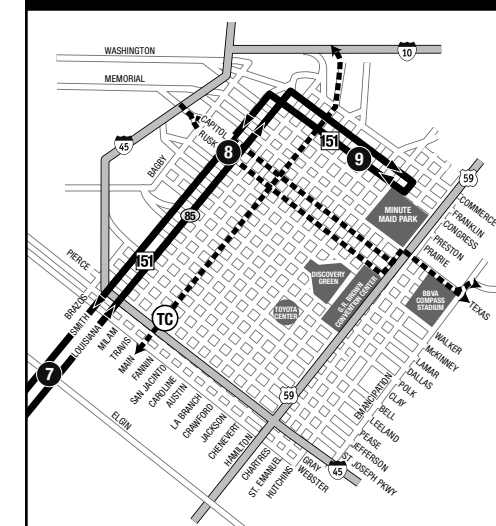 WASHINGTON
10
MEMORIAL
45
CAPITOL
RUSK
8
151
9
59
BAGBY
COMMERCE
FRANKLIN
CONGRESS
PRESTON
PRAIRIE
MINUTE
MAID PARK
85
TEXAS
PIERCE
151
DISCOVERY
GREEN
G.R. BROWN
CONVENTION CENTER
BBVA
COMPASS
STADIUM
BRAZOS
SMITH
LOUISIANA
MILAM
TRAVIS
MAIN
FANNIN
SAN JACINTO
CAROLINE
AUSTIN
LA BRANCH
CRAWFORD
JACKSON
CHENEVERT
HAMILTON
TC
TOYOTA
CENTER
WALKER
McKINNEY
LAMAR
DALLAS
POLK
CLAY
BELL
LEELAND
PEASE
JEFFERSON
ST JOSEPH PKWY
EMANCIPATION
7
59
ELGIN
CHARTRES
ST. EMANUEL
HUTCHINS
GRAY
WEBSTER
45